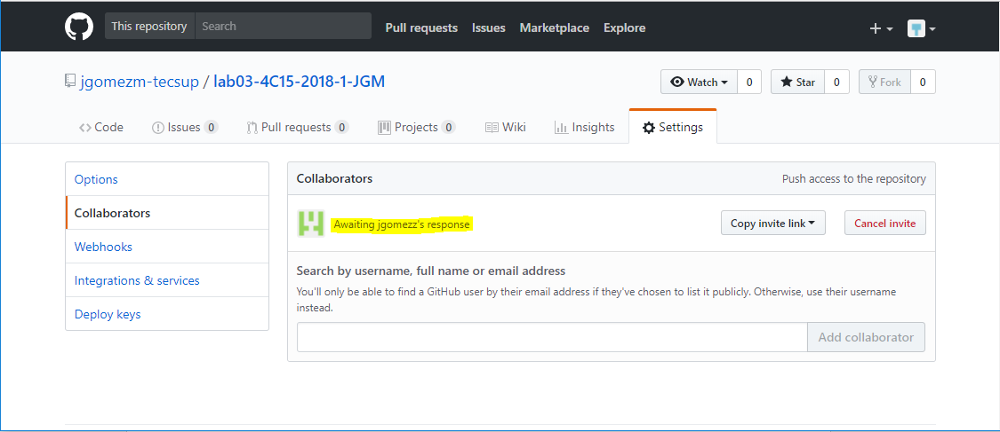 This repository Search Pull requests Issues Marketplace Explore
jgomezm-tecsup / lab03-4C15-2018-1-JGM Watch 0 Star 0 Fork 0
Code Issues 0 Pull requests 0 Projects 0 Wiki Insights Settings
Options
Collaborators
Webhooks
Integrations & services
Deploy keys
Collaborators Push access to the repository
Awaiting jgomezz's response Copy invite link Cancel invite
Search by username, full name or email address
You'll only be able to find a GitHub user by their email address if they've chosen to list it publicly. Otherwise, use their username
instead.
Add collaborator